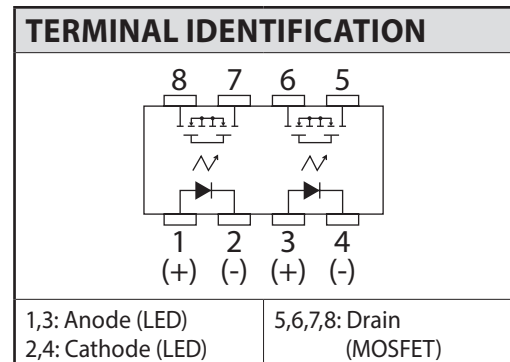 TERMINAL IDENTIFICATION
8 7 6 5
1 2 3 4
(+) (-) (+) (-)
1,3: Anode (LED)
2,4: Cathode (LED)
5,6,7,8: Drain
(MOSFET)